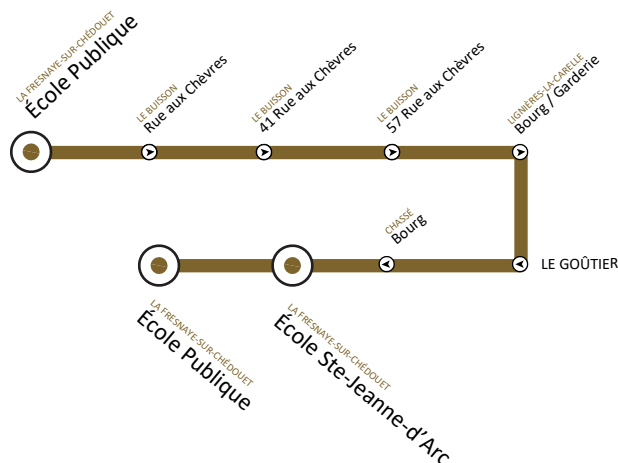 LA FRESNAYE-SUR-CHÉDOUET
École Publique
LE BUISSON
Rue aux Chèvres
LE BUISSON
41 Rue aux Chèvres
LE BUISSON
57 Rue aux Chèvres
LIGNIÈRES-LA-CARELLE
Bourg / Garderie
LE GOÛTIER
CHASSÉ
Bourg
LA FRESNAYE-SUR-CHÉDOUET
École Ste-Jeanne-d'Arc
LA FRESNAYE-SUR-CHÉDOUET
École Publique